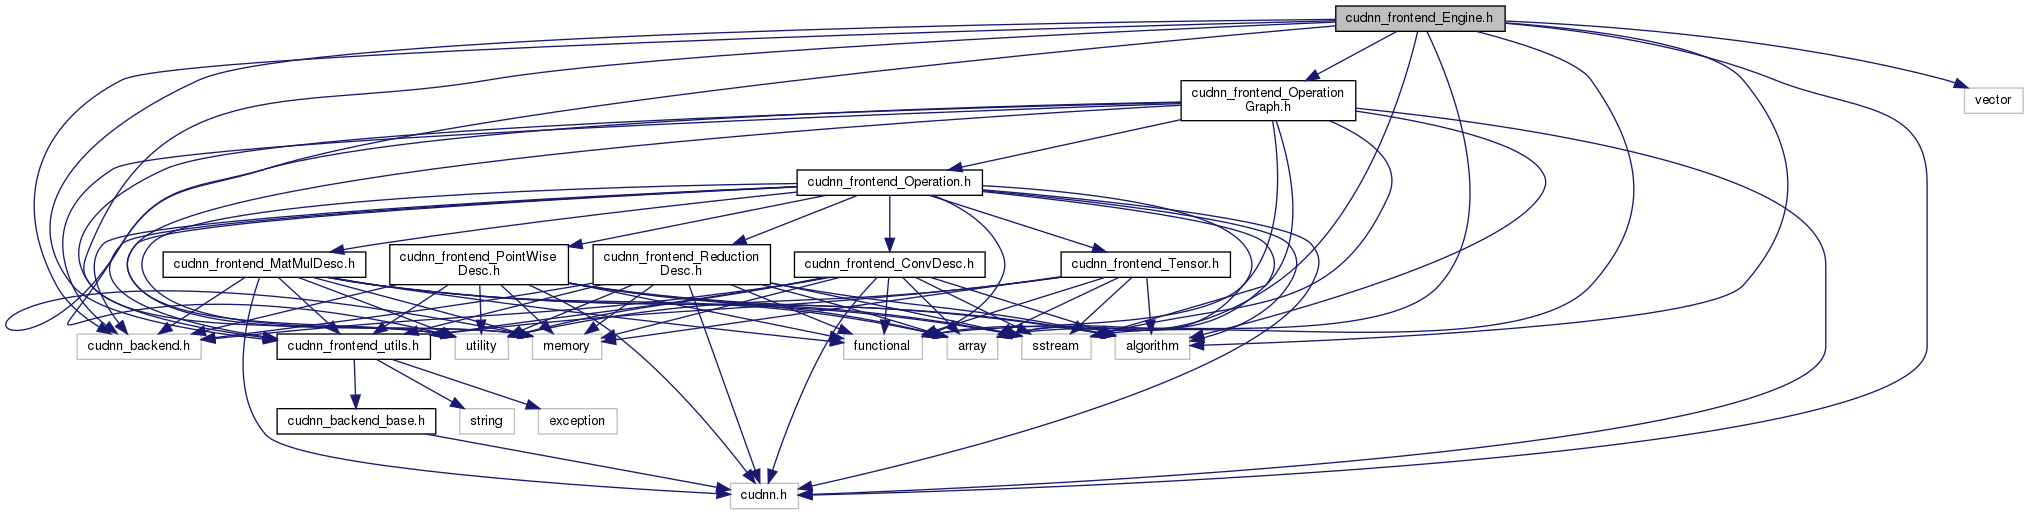 cudnn_frontend_Engine.h
cudnn_frontend_Operation
Graph.h
vector
cudnn_frontend_Operation.h
cudnn_frontend_MatMulDesc.h
cudnn_frontend_PointWise
Desc.h
cudnn_frontend_Reduction
Desc.h
cudnn_frontend_ConvDesc.h
cudnn_frontend_Tensor.h
cudnn_backend.h
cudnn_frontend_utils.h
utility
memory
functional
array
sstream
algorithm
cudnn_backend_base.h
string
exception
cudnn.h